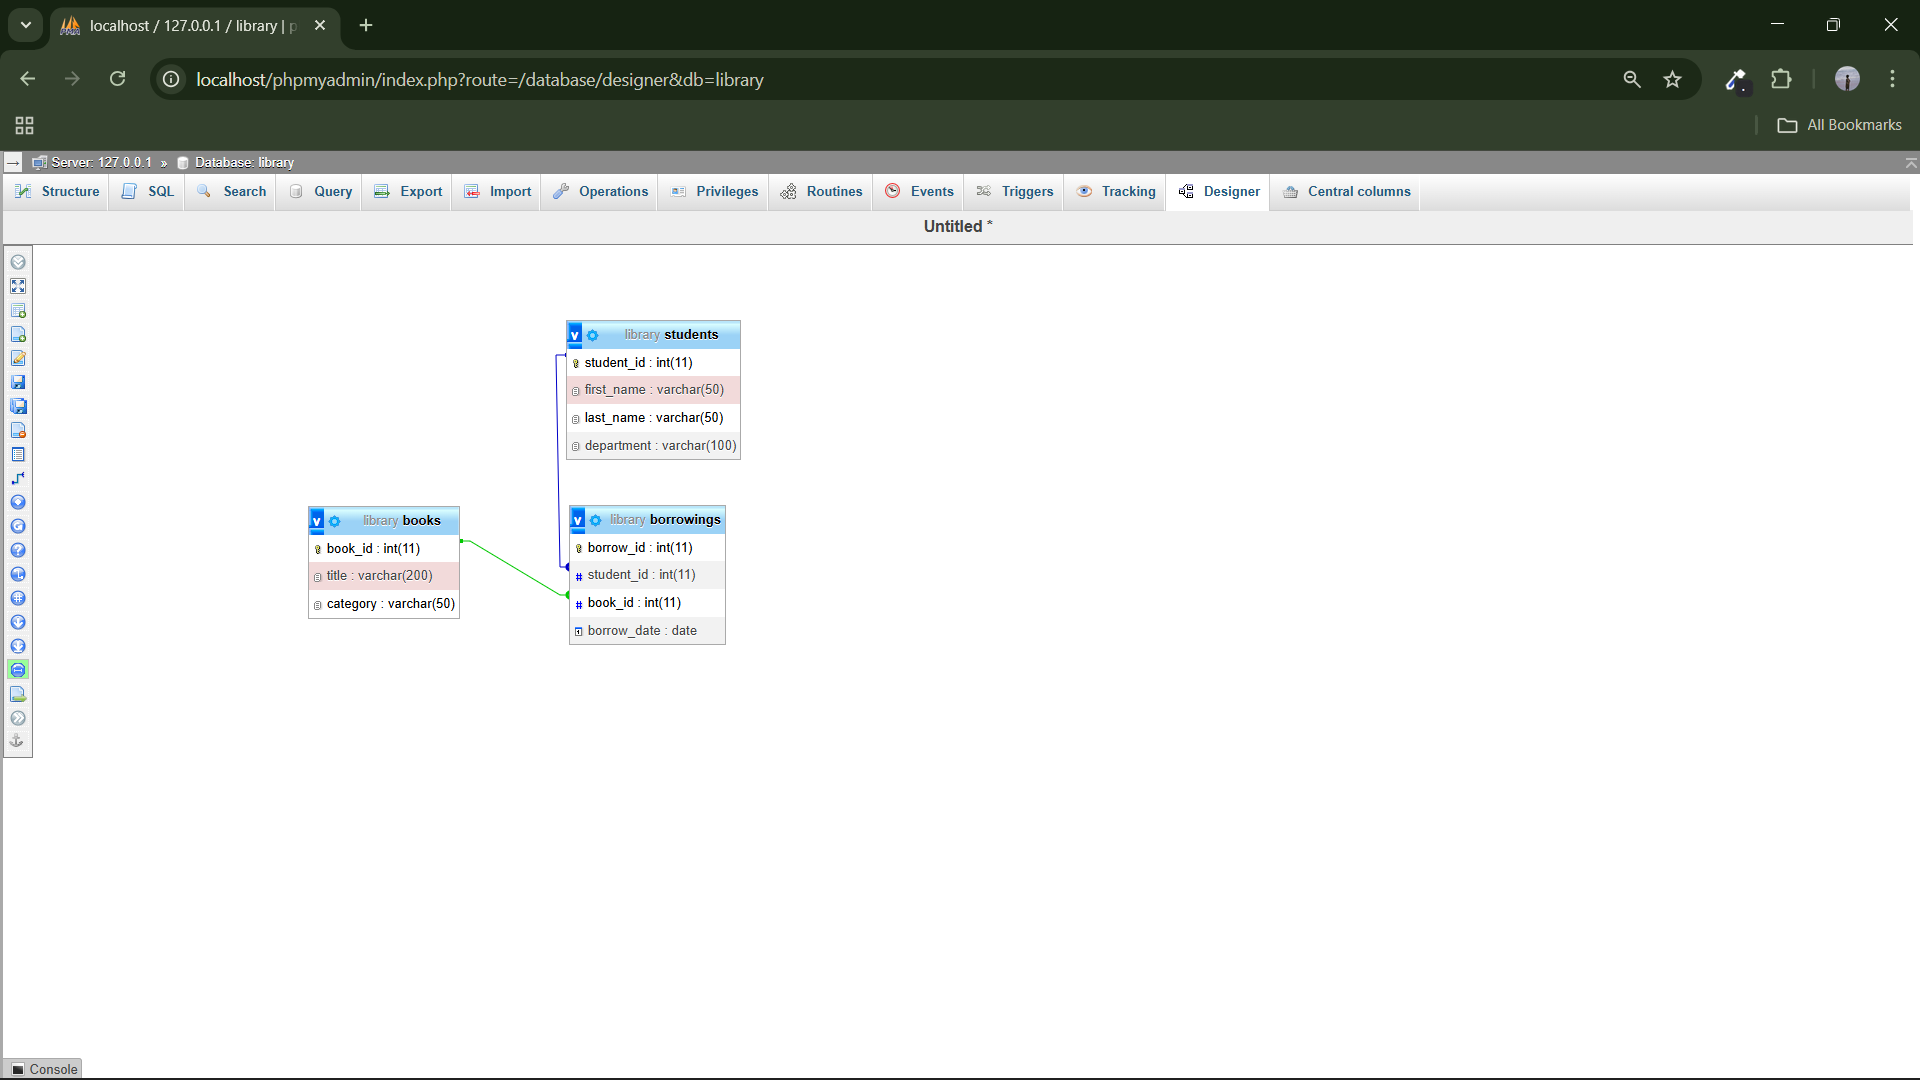 localhost / 127.0.0.1 / library | p
localhost/phpmyadmin/index.php?route=/database/designer&db=library
All Bookmarks
Server: 127.0.0.1 » Database: library
Structure SQL Search Query Export Import Operations Privileges Routines Events Triggers Tracking Designer Central columns
Untitled *
v library students
student_id : int(11)
first_name : varchar(50)
last_name : varchar(50)
department : varchar(100)
v library books
book_id : int(11)
title : varchar(200)
category : varchar(50)
v library borrowings
borrow_id : int(11)
# student_id : int(11)
# book_id : int(11)
borrow_date : date
Console